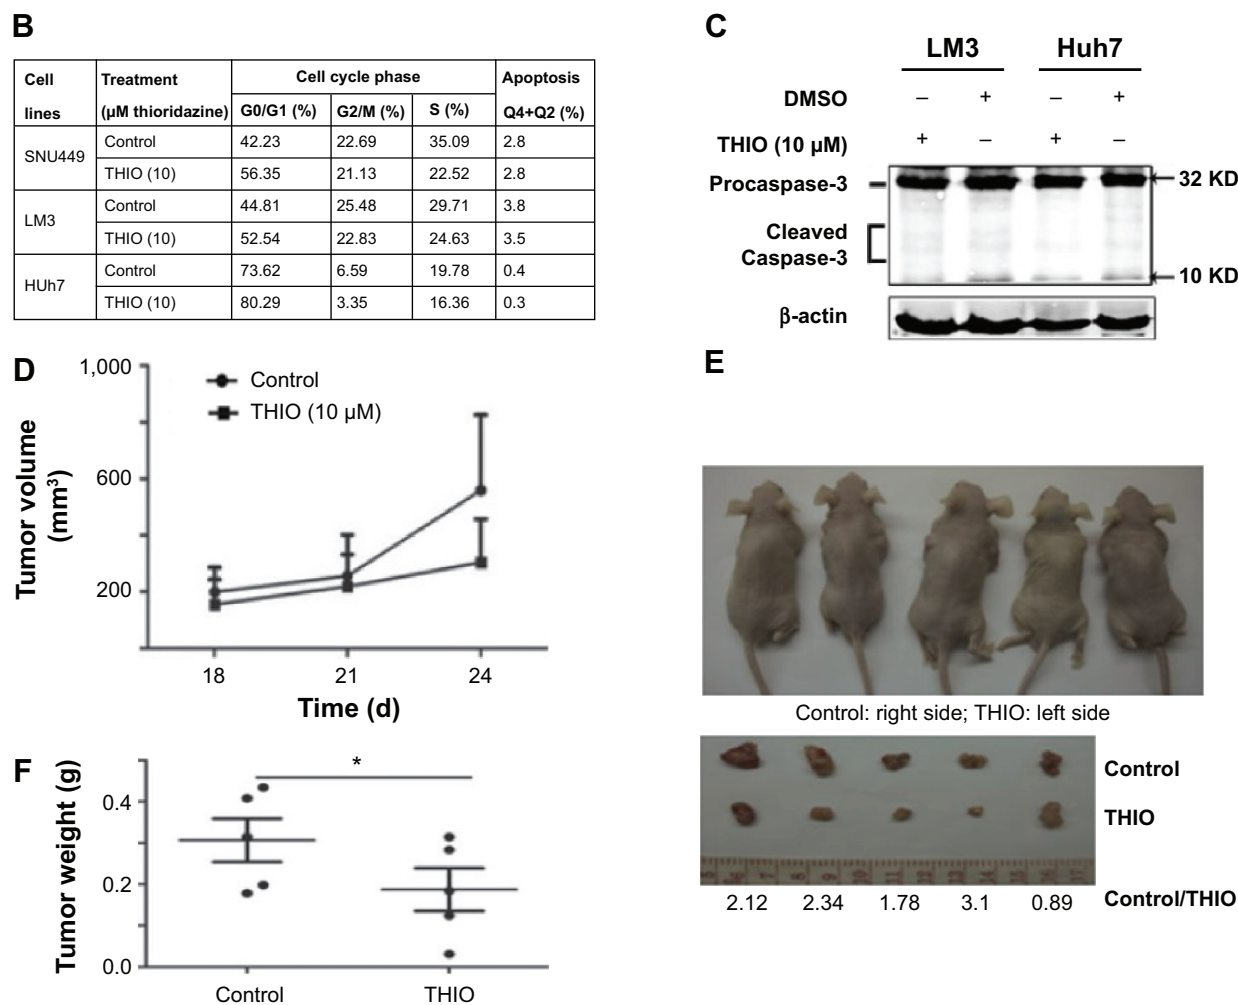 B
Cell lines | Treatment (µM thioridazine) | Cell cycle phase | Apoptosis Q4+Q2 (%)
G0/G1 (%) | G2/M (%) | S (%)
SNU449 | Control | 42.23 | 22.69 | 35.09 | 2.8
THIO (10) | 56.35 | 21.13 | 22.52 | 2.8
LM3 | Control | 44.81 | 25.48 | 29.71 | 3.8
THIO (10) | 52.54 | 22.83 | 24.63 | 3.5
HUh7 | Control | 73.62 | 6.59 | 19.78 | 0.4
THIO (10) | 80.29 | 3.35 | 16.36 | 0.3
C
LM3 Huh7
DMSO – + – +
THIO (10 µM) + – + –
Procaspase-3 32 KD
Cleaved
Caspase-3
10 KD
β-actin
D
Tumor volume
(mm³)
1,000
600
200
Control
THIO (10 µM)
18 21 24
Time (d)
E
Control: right side; THIO: left side
Control
THIO
2.12 2.34 1.78 3.1 0.89 Control/THIO
F
Tumor weight (g)
0.4
0.2
0.0
*
Control THIO